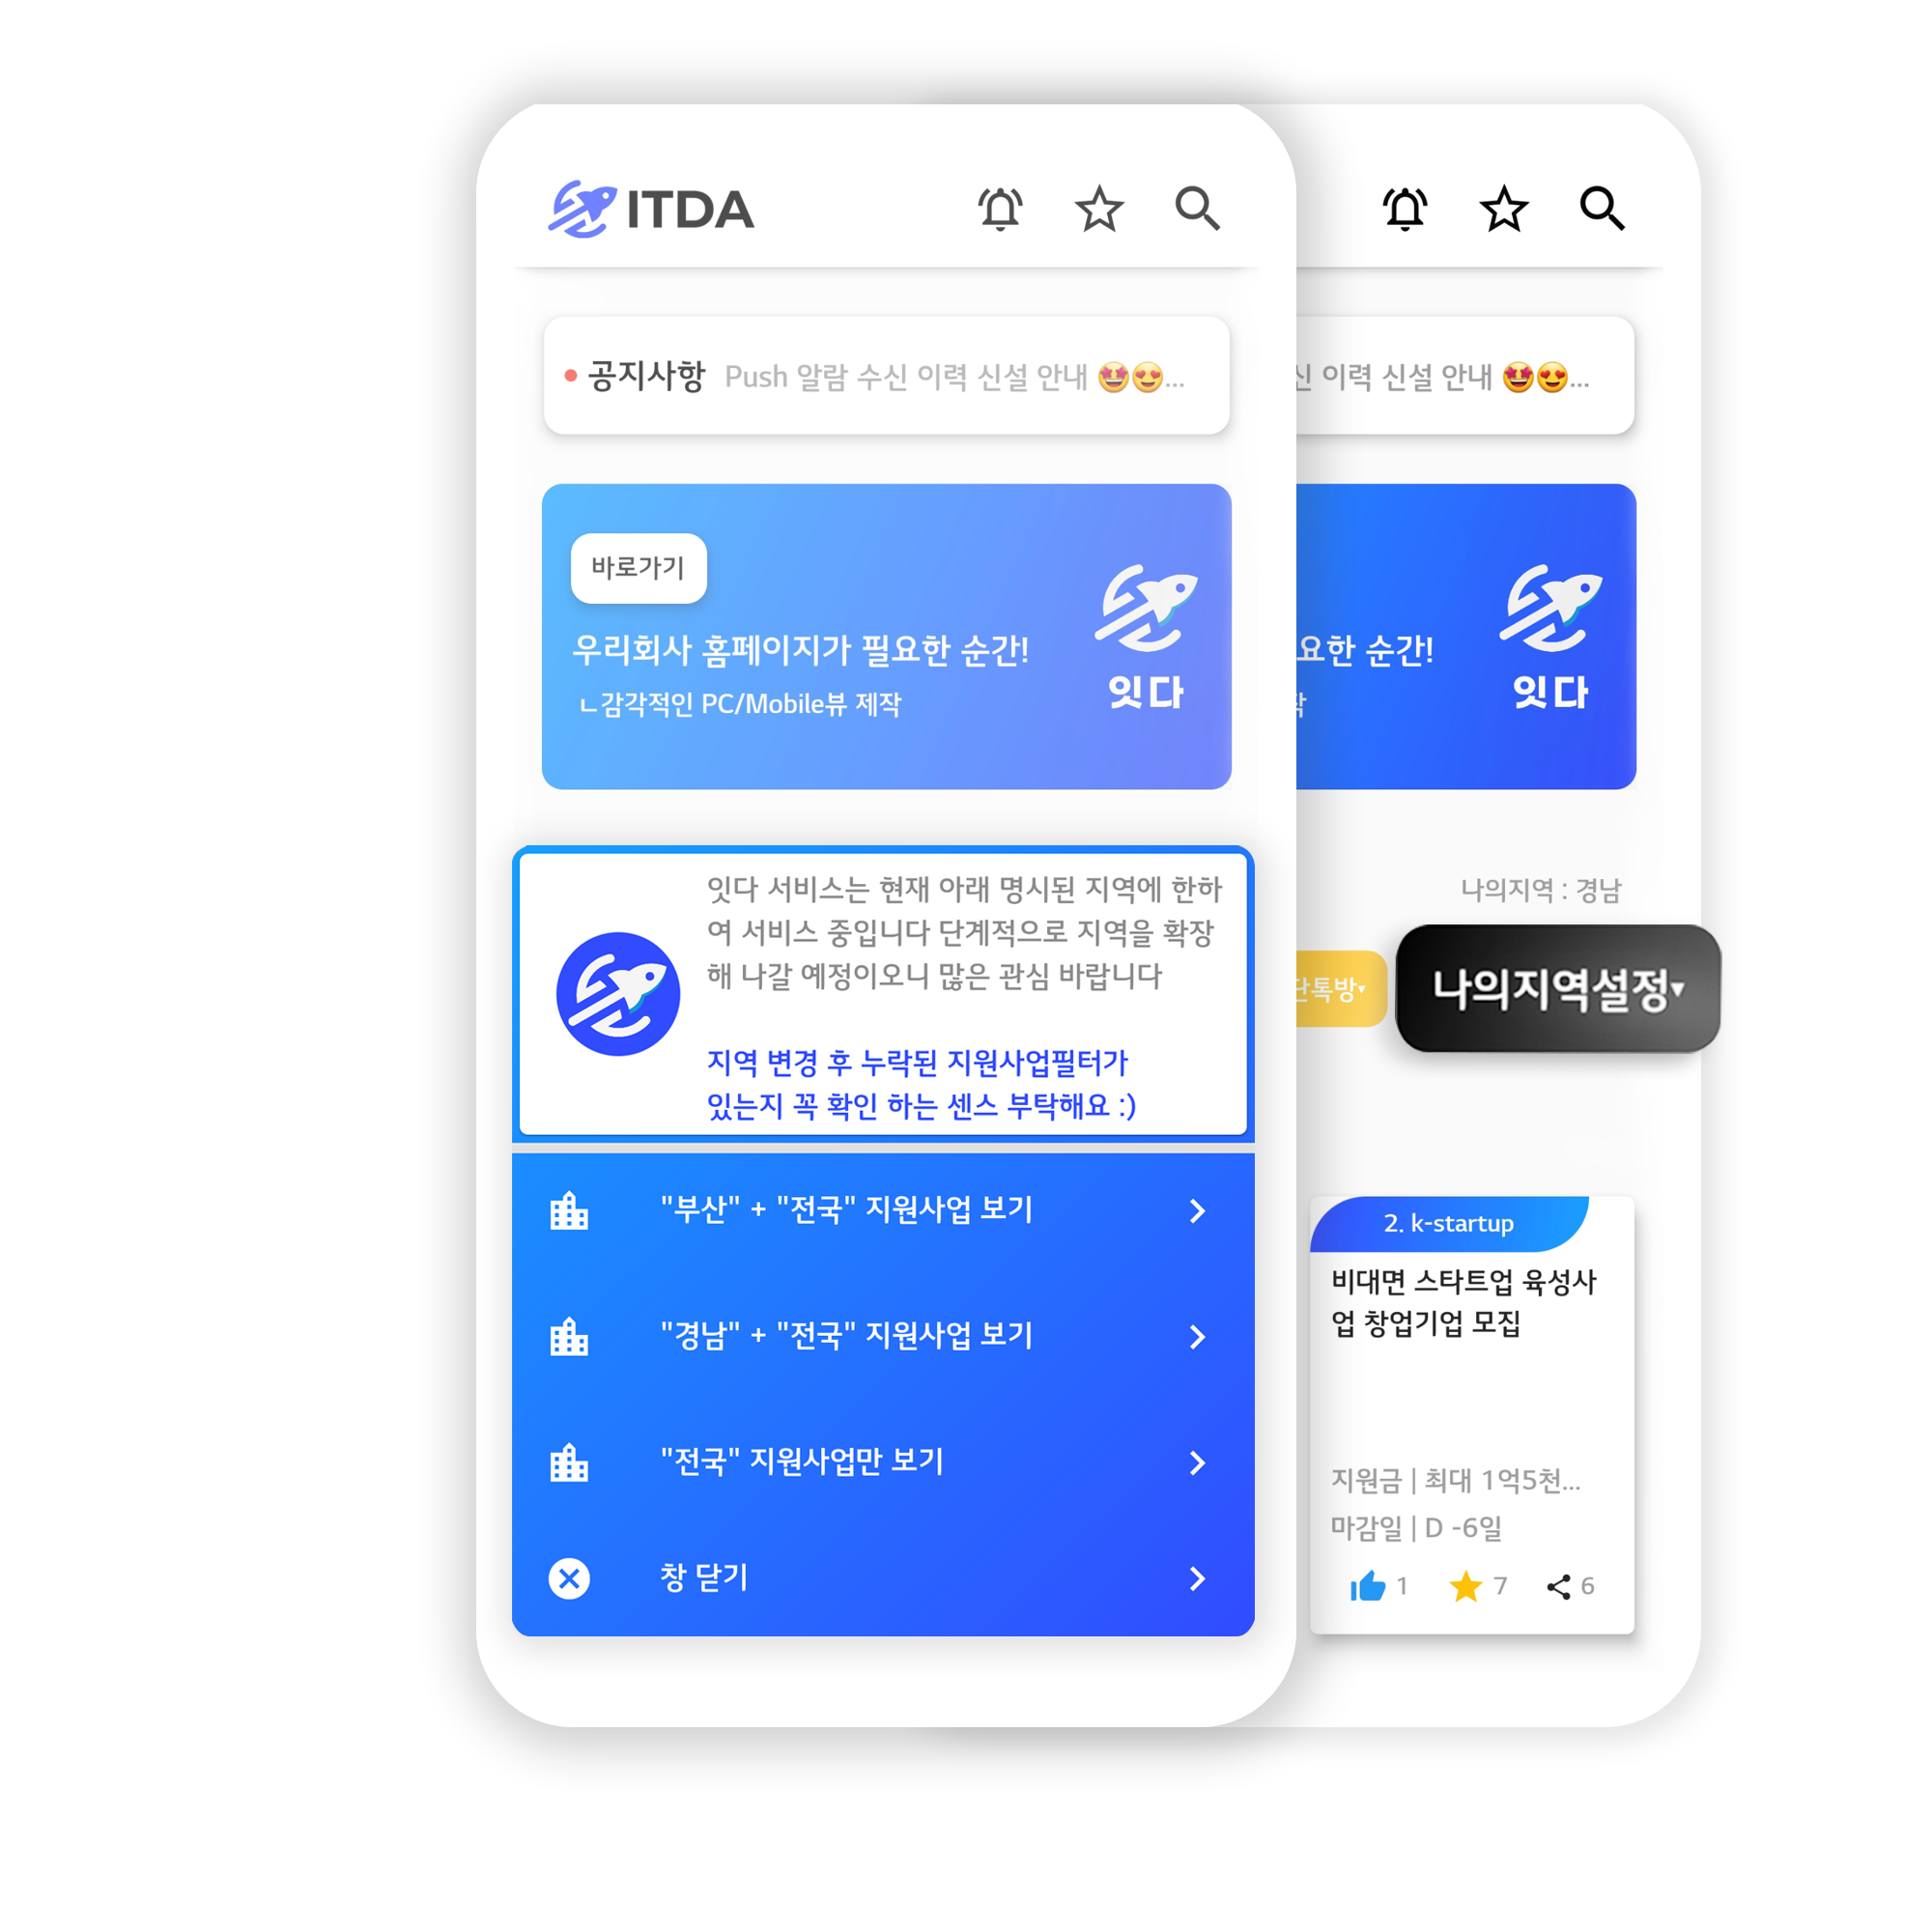 ITDA
공지사항 Push 알람 수신 이력 신설 안내 🤩😍...
바로가기
우리회사 홈페이지가 필요한 순간!
ㄴ감각적인 PC/Mobile뷰 제작
잇다
잇다 서비스는 현재 아래 명시된 지역에 한하
여 서비스 중입니다 단계적으로 지역을 확장
해 나갈 예정이오니 많은 관심 바랍니다
지역 변경 후 누락된 지원사업필터가
있는지 꼭 확인 하는 센스 부탁해요 :)
"부산" + "전국" 지원사업 보기
"경남" + "전국" 지원사업 보기
"전국" 지원사업만 보기
창 닫기
신 이력 신설 안내 🤩😍...
요한 순간!
잇다
나의지역 : 경남
단톡방▾
나의지역설정▾
2. k-startup
비대면 스타트업 육성사
업 창업기업 모집
지원금 | 최대 1억5천...
마감일 | D -6일
1 7 6